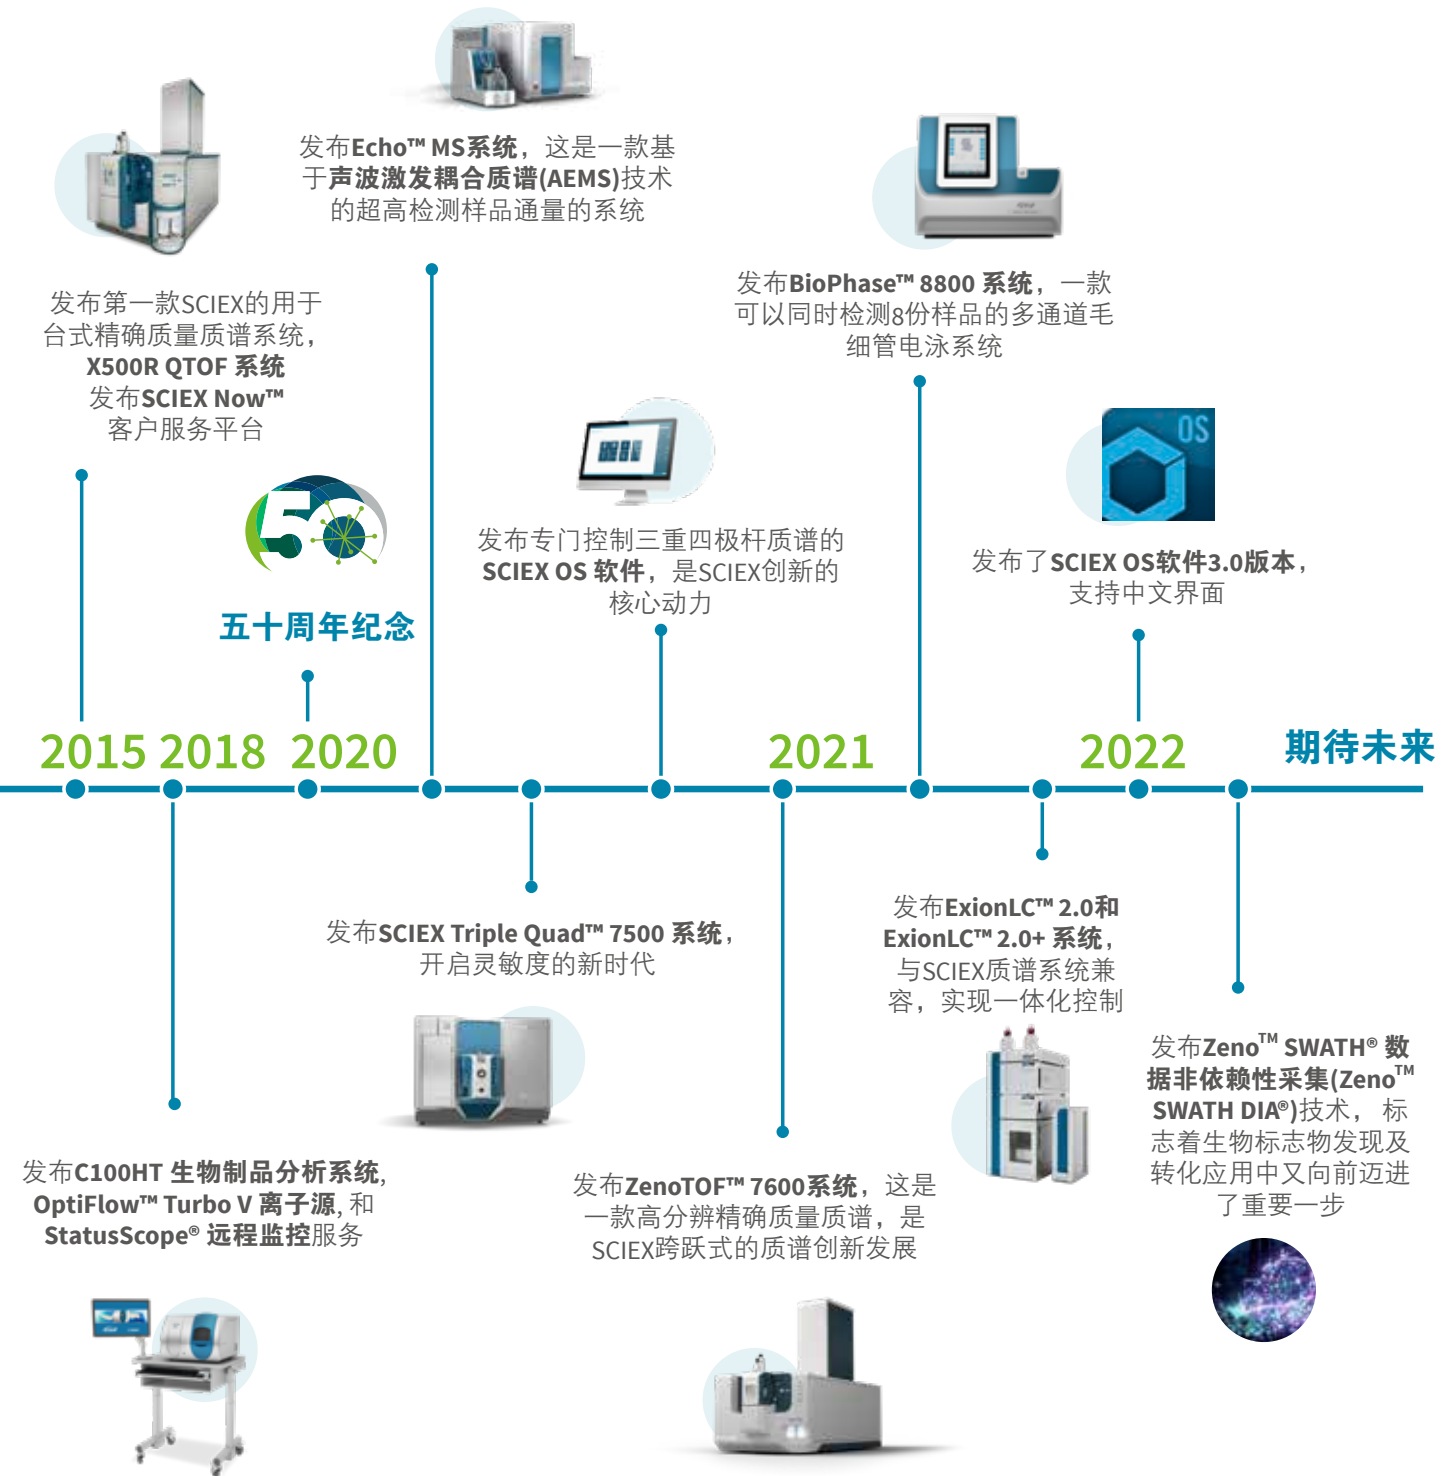 发布Echo™ MS系统，这是一款基
于声波激发耦合质谱(AEMS)技术
的超高检测样品通量的系统
发布BioPhase™ 8800 系统，一款
可以同时检测8份样品的多通道毛
细管电泳系统
发布第一款SCIEX的用于
台式精确质量质谱系统，
X500R QTOF 系统
发布SCIEX Now™
客户服务平台
OS
50
发布专门控制三重四极杆质谱的
SCIEX OS 软件，是SCIEX创新的
核心动力
发布了SCIEX OS软件3.0版本，
支持中文界面
五十周年纪念
2015 2018 2020 2021 2022 期待未来
发布SCIEX Triple Quad™ 7500 系统，
开启灵敏度的新时代
发布ExionLC™ 2.0和
ExionLC™ 2.0+ 系统，
与SCIEX质谱系统兼
容，实现一体化控制
发布Zeno™ SWATH® 数
据非依赖性采集(Zeno™
SWATH DIA®)技术， 标
志着生物标志物发现及
转化应用中又向前迈进
了重要一步
发布C100HT 生物制品分析系统,
OptiFlow™ Turbo V 离子源, 和
StatusScope® 远程监控服务
发布ZenoTOF™ 7600系统，这是
一款高分辨精确质量质谱，是
SCIEX跨跃式的质谱创新发展